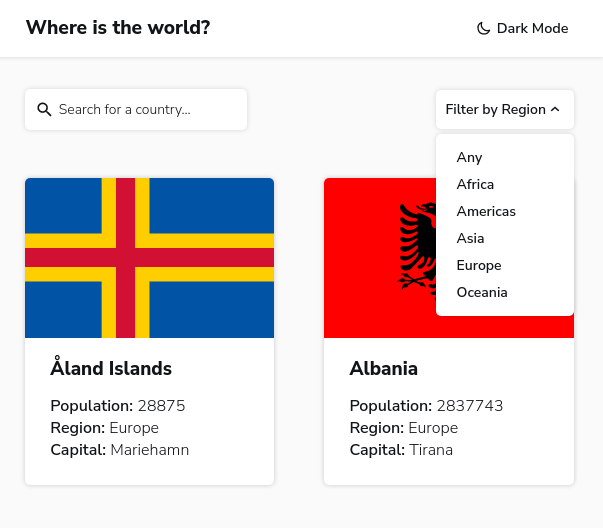 Where is the world?
Dark Mode
Search for a country...
Filter by Region
Any
Africa
Americas
Asia
Europe
Oceania
Åland Islands
Population: 28875
Region: Europe
Capital: Mariehamn
Albania
Population: 2837743
Region: Europe
Capital: Tirana